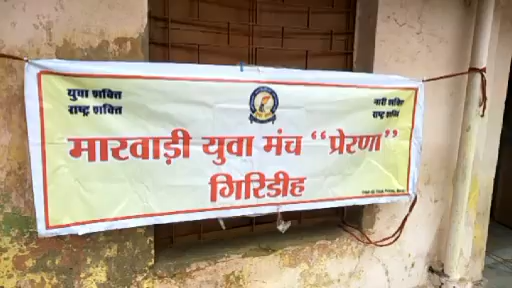 युवा शक्ति
राष्ट्र शक्ति
नारी शक्ति
राष्ट्र शक्ति
मारवाड़ी युवा मंच “प्रेरणा”
गिरिडीह